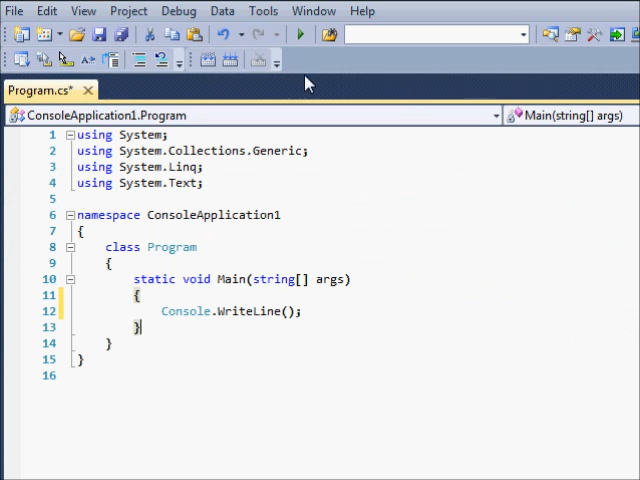 File Edit View Project Debug Data Tools Window Help
Program.cs*
ConsoleApplication1.Program Main(string[] args)
1 using System;
2 using System.Collections.Generic;
3 using System.Linq;
4 using System.Text;
5
6 namespace ConsoleApplication1
7 {
8 class Program
9 {
10 static void Main(string[] args)
11 {
12 Console.WriteLine();
13 }
14 }
15 }
16